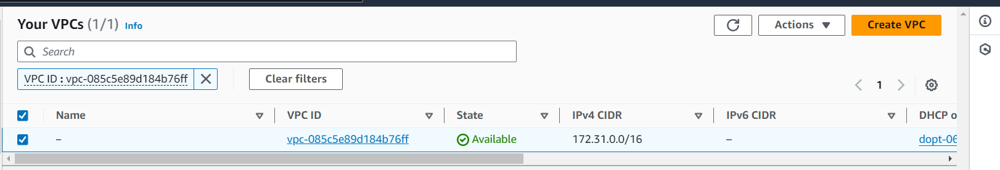 Your VPCs (1/1) Info
Actions
Create VPC
Search
VPC ID : vpc-085c5e89d184b76ff
Clear filters
1
Name VPC ID State IPv4 CIDR IPv6 CIDR DHCP o
– vpc-085c5e89d184b76ff Available 172.31.0.0/16 – dopt-06